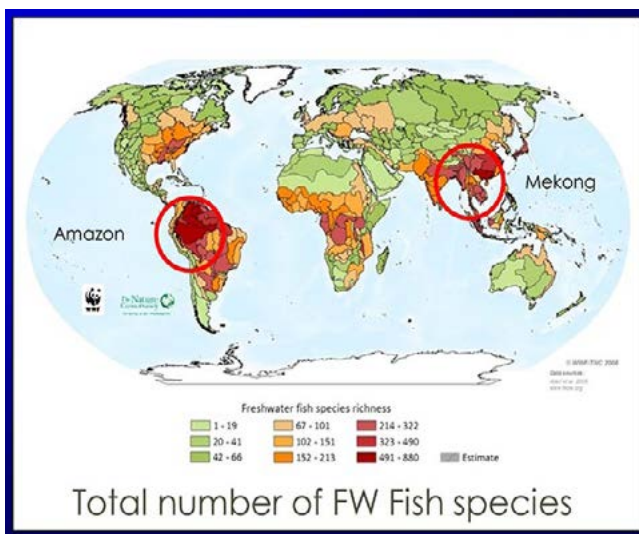 Mekong
Amazon
WWF
The Nature
Conservancy
© WWF/TNC 2008
Data sources:
Freshwater fish species richness
1 - 19
20 - 41
42 - 66
67 - 101
102 - 151
152 - 213
214 - 322
323 - 490
491 - 880
Estimate
Total number of FW Fish species